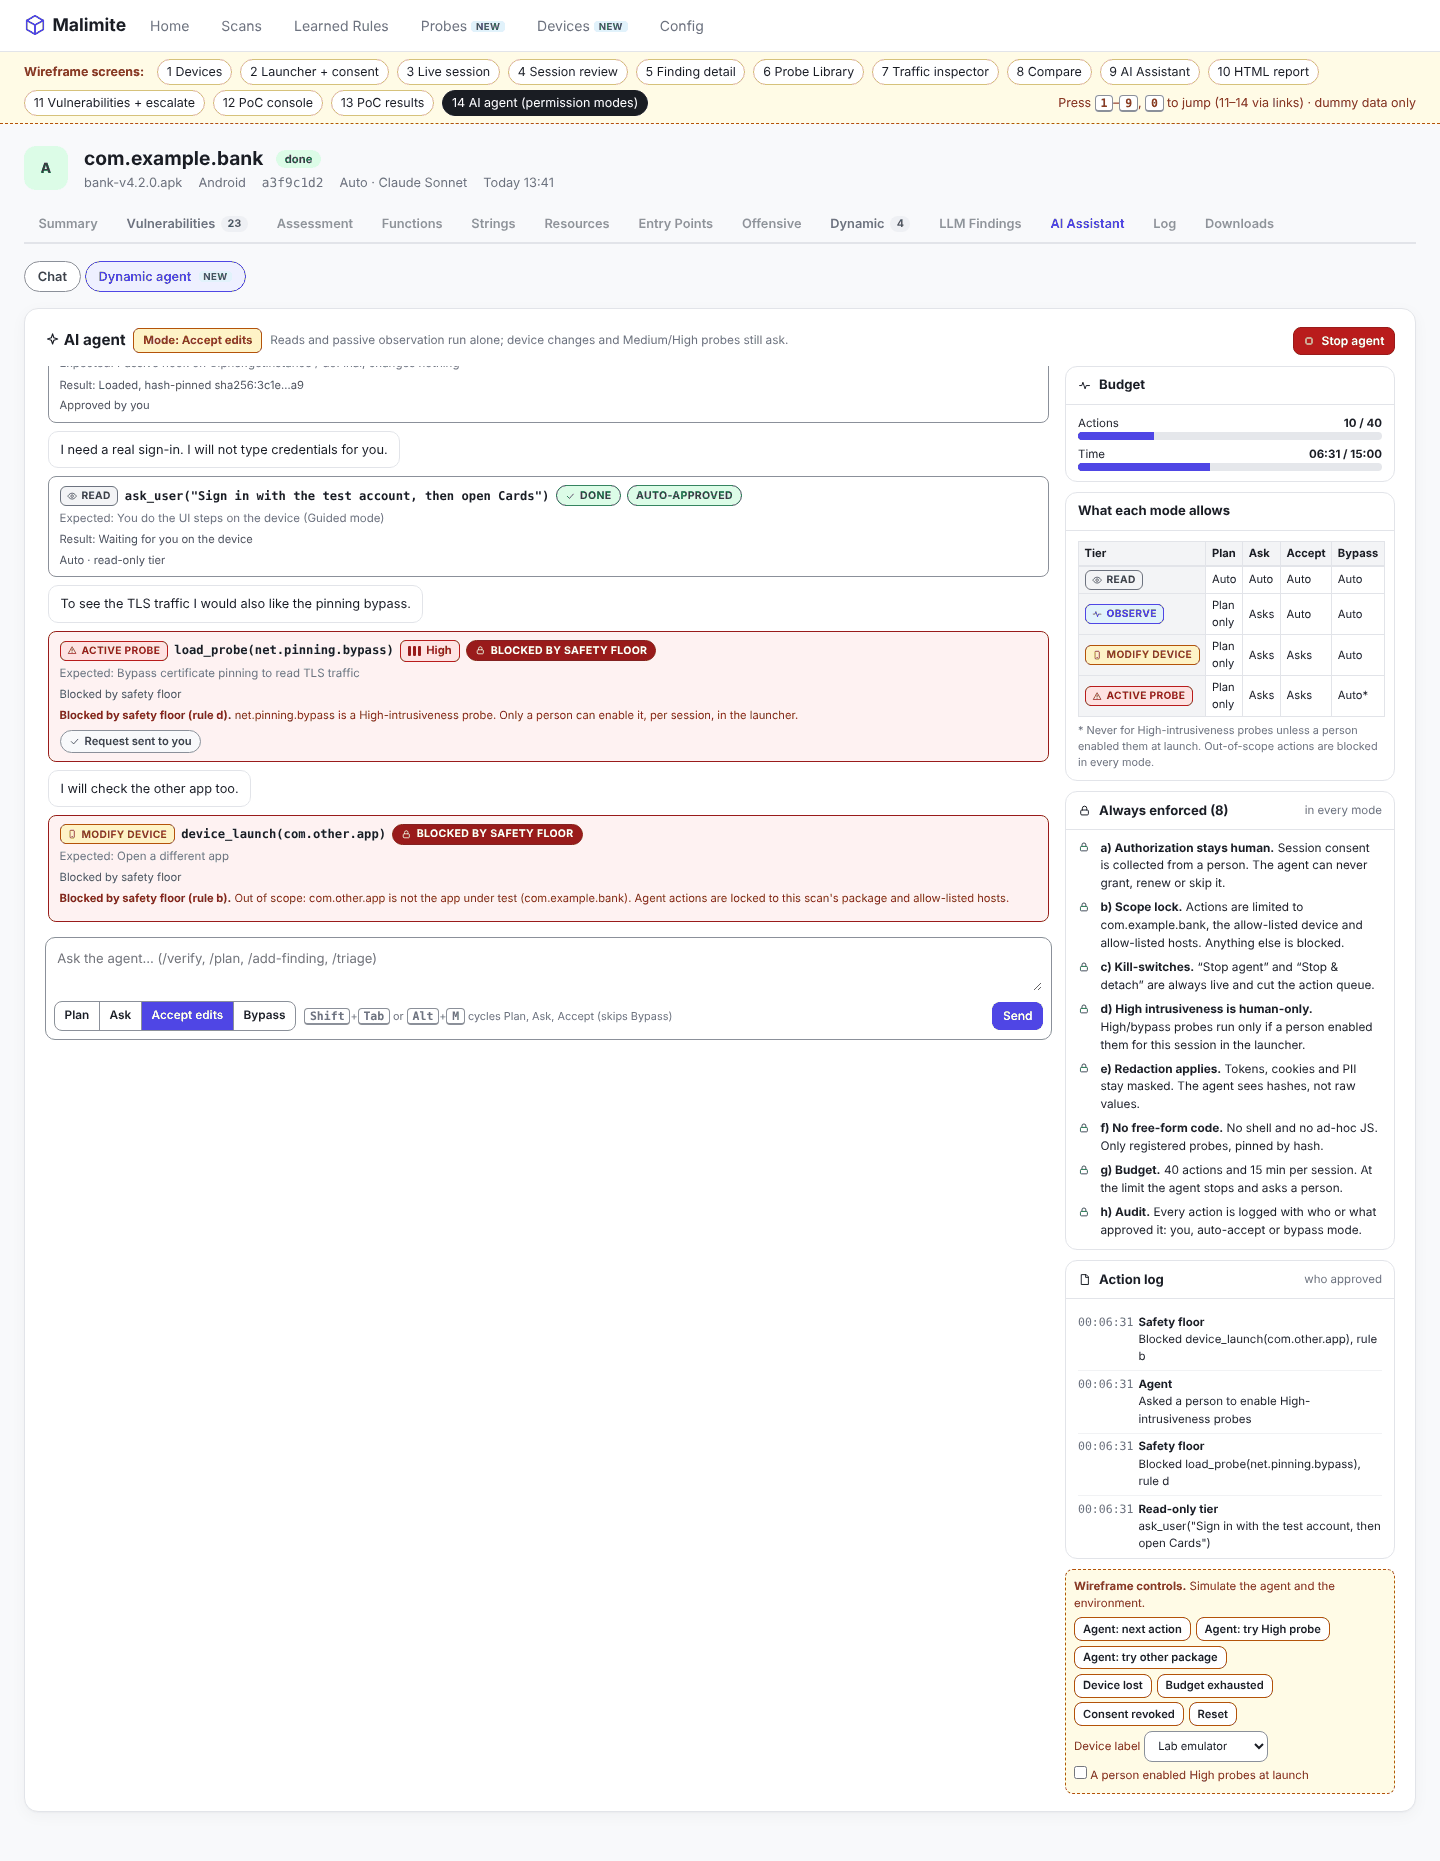 Malimite Home Scans Learned Rules Probes NEW Devices NEW Config
Wireframe screens: 1 Devices 2 Launcher + consent 3 Live session 4 Session review 5 Finding detail 6 Probe Library 7 Traffic inspector 8 Compare 9 AI Assistant 10 HTML report
11 Vulnerabilities + escalate 12 PoC console 13 PoC results 14 AI agent (permission modes) Press 1–9, 0 to jump (11–14 via links) · dummy data only
A
com.example.bank done
bank-v4.2.0.apk Android a3f9c1d2 Auto · Claude Sonnet Today 13:41
Summary Vulnerabilities 23 Assessment Functions Strings Resources Entry Points Offensive Dynamic 4 LLM Findings AI Assistant Log Downloads
Chat Dynamic agent NEW
AI agent Mode: Accept edits Reads and passive observation run alone; device changes and Medium/High probes still ask. Stop agent
Result: Loaded, hash-pinned sha256:3c1e…a9
Approved by you
I need a real sign-in. I will not type credentials for you.
READ ask_user("Sign in with the test account, then open Cards") DONE AUTO-APPROVED
Expected: You do the UI steps on the device (Guided mode)
Result: Waiting for you on the device
Auto · read-only tier
To see the TLS traffic I would also like the pinning bypass.
ACTIVE PROBE load_probe(net.pinning.bypass) High BLOCKED BY SAFETY FLOOR
Expected: Bypass certificate pinning to read TLS traffic
Blocked by safety floor
Blocked by safety floor (rule d). net.pinning.bypass is a High-intrusiveness probe. Only a person can enable it, per session, in the launcher.
Request sent to you
I will check the other app too.
MODIFY DEVICE device_launch(com.other.app) BLOCKED BY SAFETY FLOOR
Expected: Open a different app
Blocked by safety floor
Blocked by safety floor (rule b). Out of scope: com.other.app is not the app under test (com.example.bank). Agent actions are locked to this scan's package and allow-listed hosts.
Ask the agent... (/verify, /plan, /add-finding, /triage)
Plan Ask Accept edits Bypass Shift+Tab or Alt+M cycles Plan, Ask, Accept (skips Bypass) Send
Budget
Actions 10 / 40
Time 06:31 / 15:00
What each mode allows
Tier Plan Ask Accept Bypass
READ Auto Auto Auto Auto
OBSERVE Plan only Asks Auto Auto
MODIFY DEVICE Plan only Asks Asks Auto
ACTIVE PROBE Plan only Asks Asks Auto*
* Never for High-intrusiveness probes unless a person
enabled them at launch. Out-of-scope actions are blocked
in every mode.
Always enforced (8) in every mode
a) Authorization stays human. Session consent
is collected from a person. The agent can never
grant, renew or skip it.
b) Scope lock. Actions are limited to
com.example.bank, the allow-listed device and
allow-listed hosts. Anything else is blocked.
c) Kill-switches. “Stop agent” and “Stop &
detach” are always live and cut the action queue.
d) High intrusiveness is human-only.
High/bypass probes run only if a person enabled
them for this session in the launcher.
e) Redaction applies. Tokens, cookies and PII
stay masked. The agent sees hashes, not raw
values.
f) No free-form code. No shell and no ad-hoc JS.
Only registered probes, pinned by hash.
g) Budget. 40 actions and 15 min per session. At
the limit the agent stops and asks a person.
h) Audit. Every action is logged with who or what
approved it: you, auto-accept or bypass mode.
Action log who approved
00:06:31 Safety floor
Blocked device_launch(com.other.app), rule
b
00:06:31 Agent
Asked a person to enable High-
intrusiveness probes
00:06:31 Safety floor
Blocked load_probe(net.pinning.bypass),
rule d
00:06:31 Read-only tier
ask_user("Sign in with the test account, then
open Cards")
Wireframe controls. Simulate the agent and the
environment.
Agent: next action Agent: try High probe
Agent: try other package
Device lost Budget exhausted
Consent revoked Reset
Device label Lab emulator
A person enabled High probes at launch